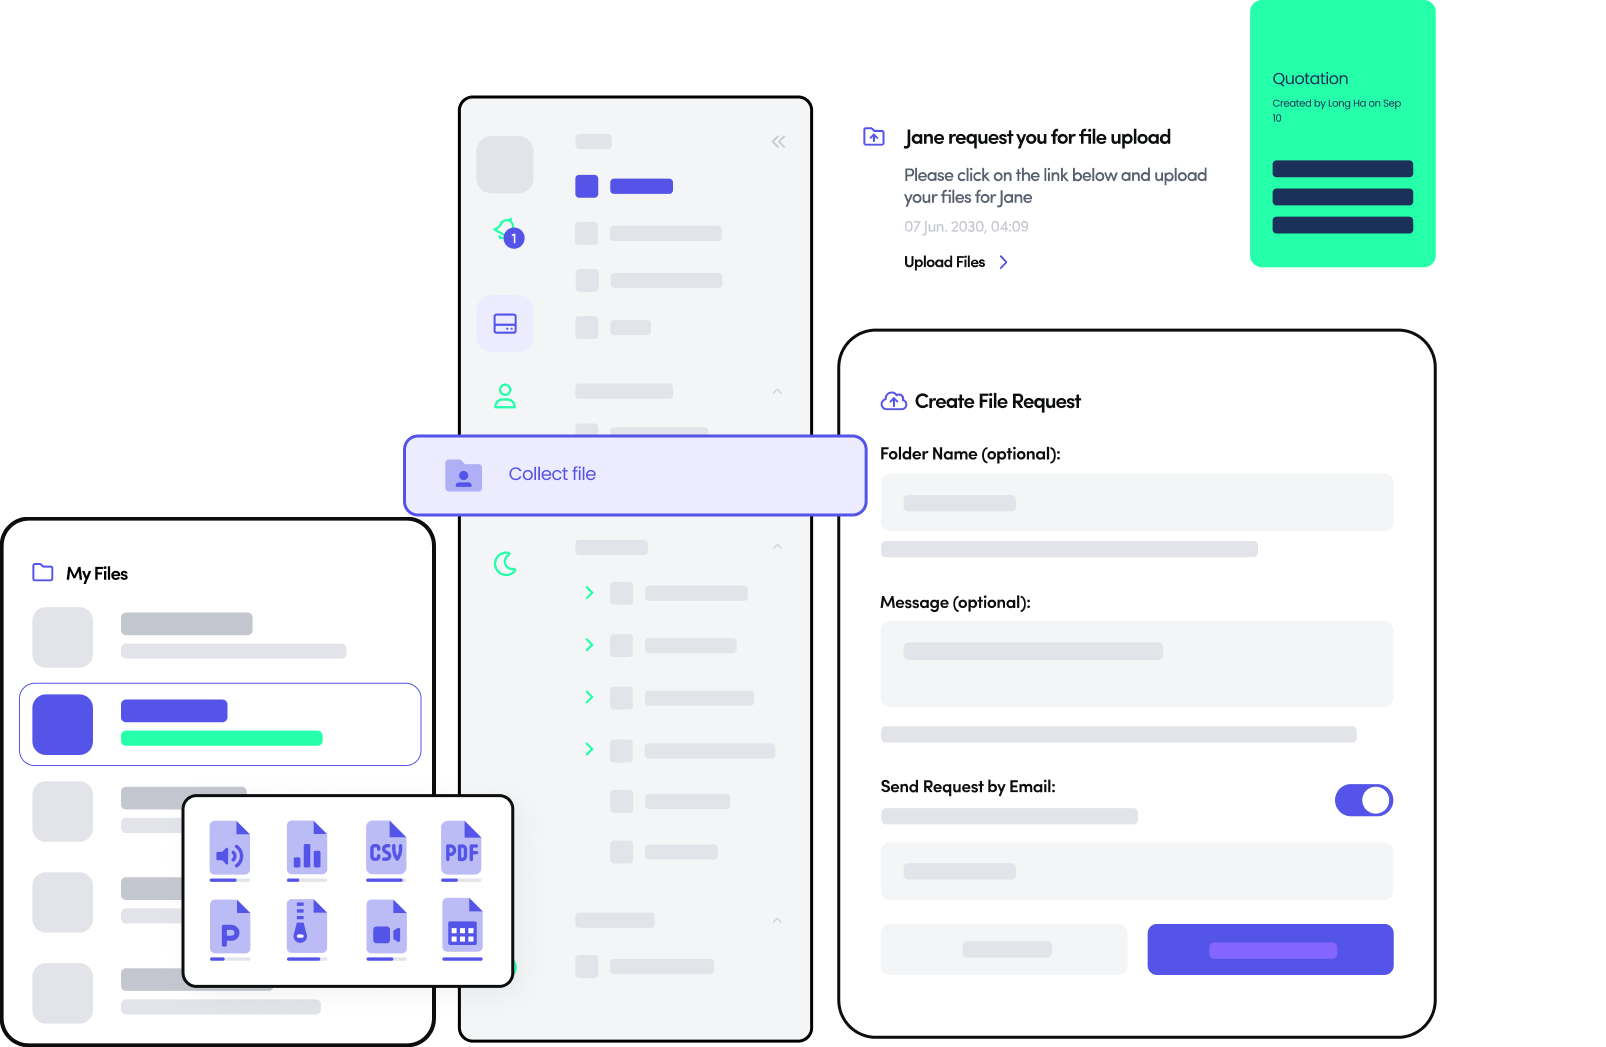 Quotation
Created by Long Ha on Sep
10
Jane request you for file upload
Please click on the link below and upload
your files for Jane
07 Jun. 2030, 04:09
Upload Files
1
Create File Request
Folder Name (optional):
Collect file
My Files
Message (optional):
Send Request by Email:
CSV
PDF
P